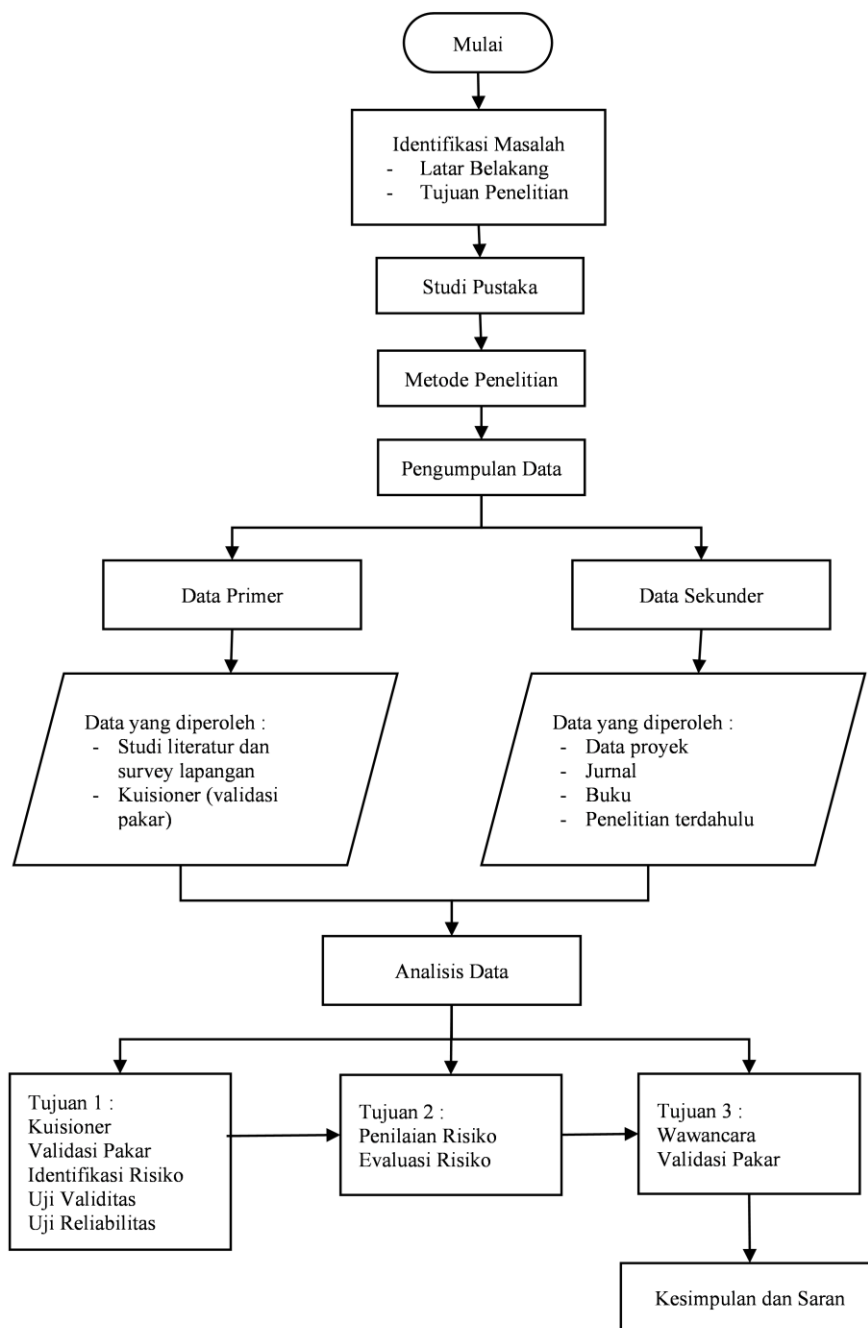 Mulai
Identifikasi Masalah
- Latar Belakang
- Tujuan Penelitian
Studi Pustaka
Metode Penelitian
Pengumpulan Data
Data Primer
Data Sekunder
Data yang diperoleh :
- Studi literatur dan
survey lapangan
- Kuisioner (validasi
pakar)
Data yang diperoleh :
- Data proyek
- Jurnal
- Buku
- Penelitian terdahulu
Analisis Data
Tujuan 1 :
Kuisioner
Validasi Pakar
Identifikasi Risiko
Uji Validitas
Uji Reliabilitas
Tujuan 2 :
Penilaian Risiko
Evaluasi Risiko
Tujuan 3 :
Wawancara
Validasi Pakar
Kesimpulan dan Saran